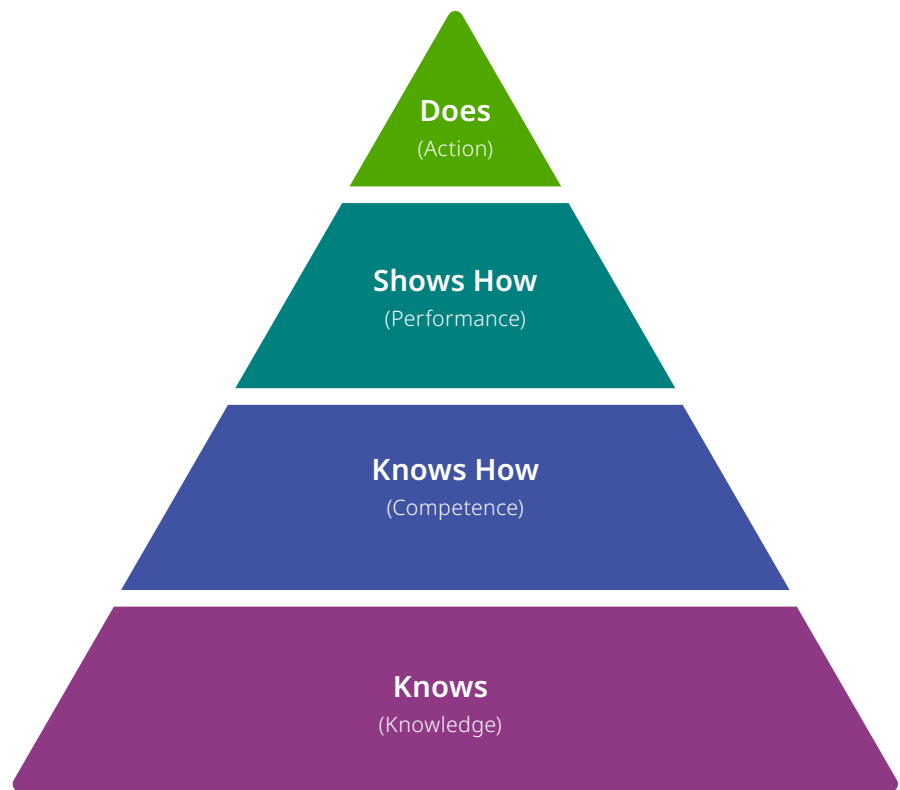 Does
(Action)
Shows How
(Performance)
Knows How
(Competence)
Knows
(Knowledge)